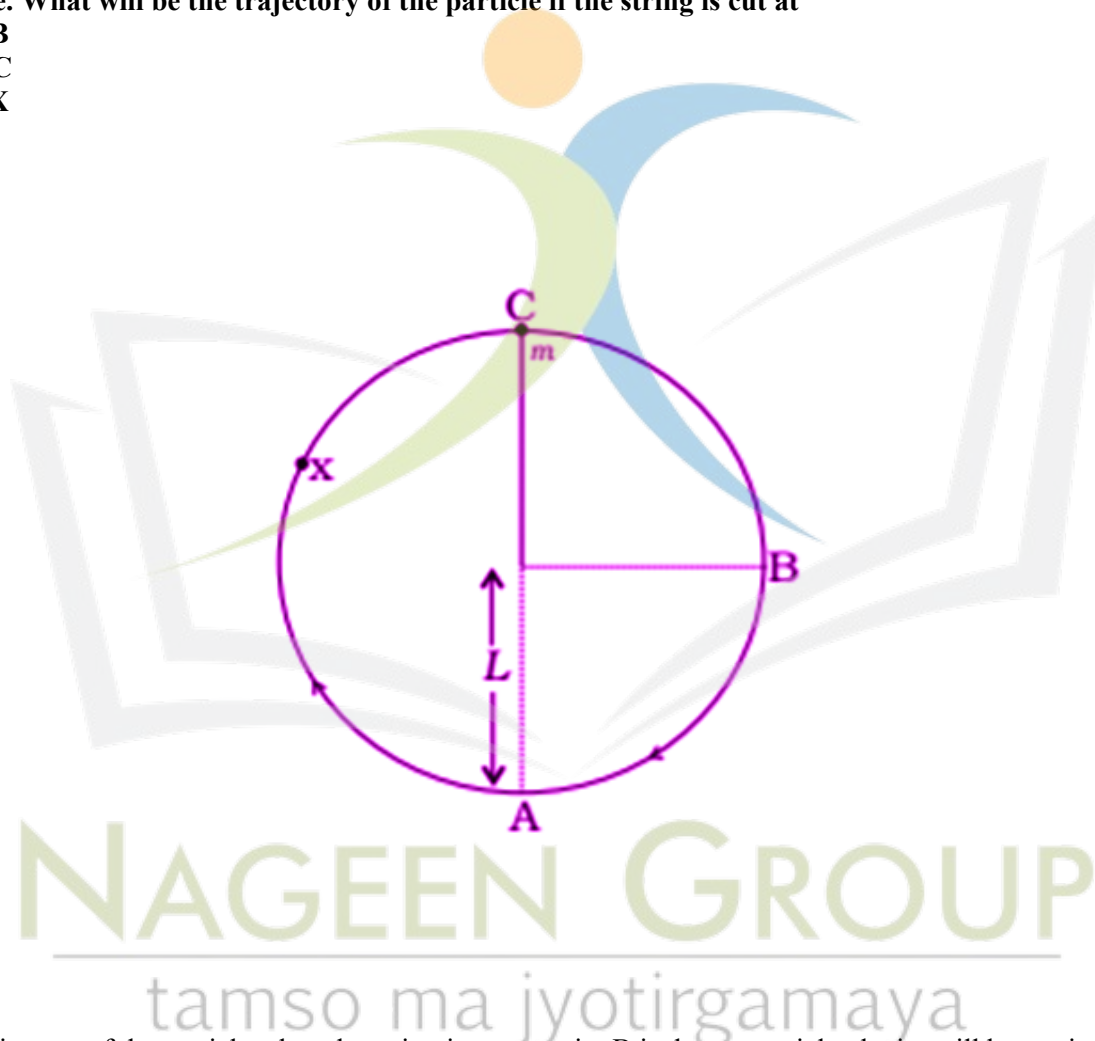 e. What will be the trajectory of the particle if the string is cut at
B
C
X
C
m
X
B
L
A
NAGEEN GROUP
tamso ma jyotirgamaya